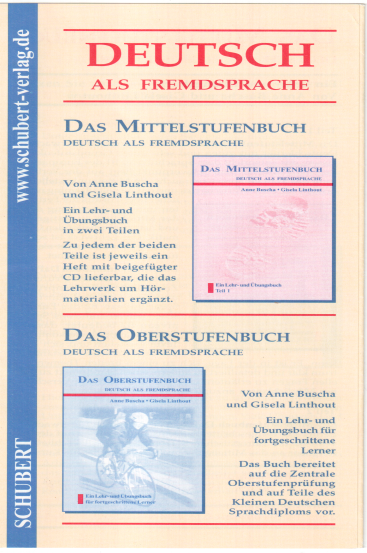 www.schubert-verlag.de
SCHUBERT
DEUTSCH
ALS FREMDSPRACHE
DAS MITTELSTUFENBUCH
DEUTSCH ALS FREMDSPRACHE
Von Anne Buscha
und Gisela Linthout
Ein Lehr- und
Übungsbuch
in zwei Teilen
Zu jedem der beiden
Teile ist jeweils ein
Heft mit beigefügter
CD lieferbar, die das
Lehrwerk um Hör-
materialien ergänzt.
DAS MITTELSTUFENBUCH
DEUTSCH ALS FREMDSPRACHE
Anne Buscha • Gisela Linthout
Ein Lehr- und Übungsbuch
Teil 1
DAS OBERSTUFENBUCH
DEUTSCH ALS FREMDSPRACHE
DAS OBERSTUFENBUCH
DEUTSCH ALS FREMDSPRACHE
Anne Buscha • Gisela Linthout
Ein Lehr- und Übungsbuch
für fortgeschrittene Lerner
Von Anne Buscha
und Gisela Linthout
Ein Lehr- und
Übungsbuch für
fortgeschrittene
Lerner
Das Buch bereitet
auf die Zentrale
Oberstufenprüfung
und auf Teile des
Kleinen Deutschen
Sprachdiploms vor.